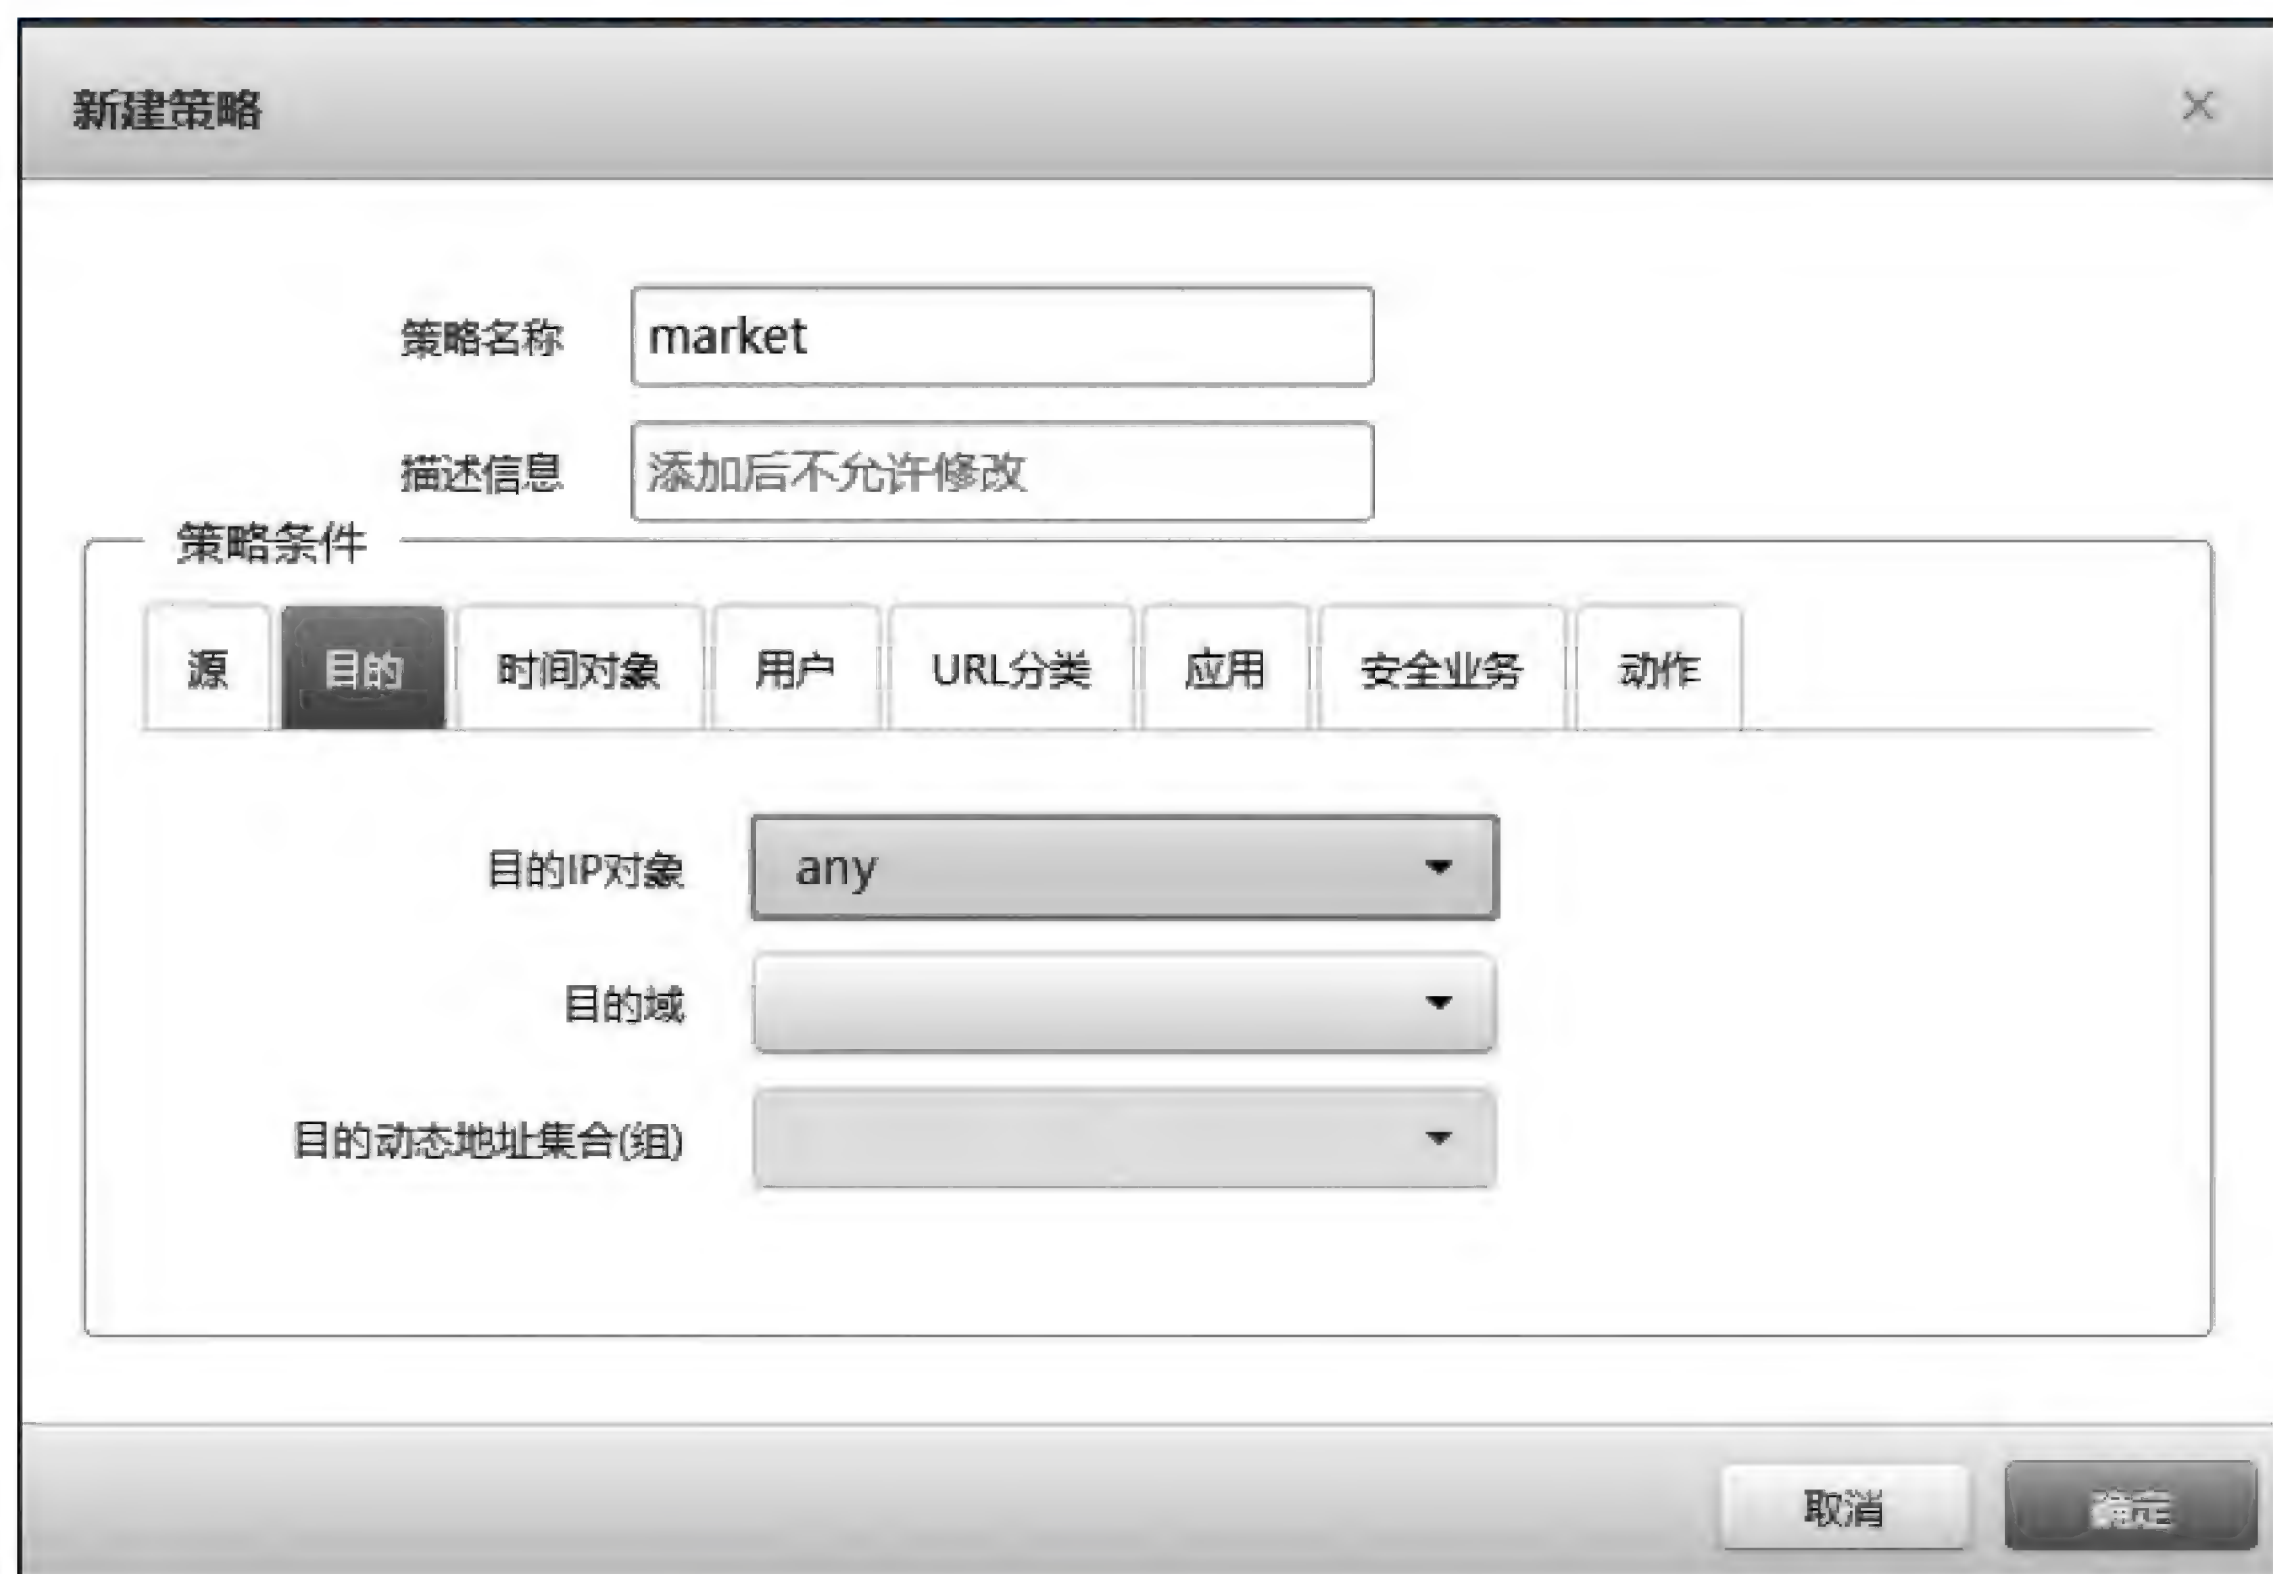 新建策略
策略名称 market
描述信息 添加后不允许修改
策略条件
源 目的 时间对象 用户 URL分类 应用 安全业务 动作
目的IP对象 any
目的域
目的动态地址集合(组)
取消 确定